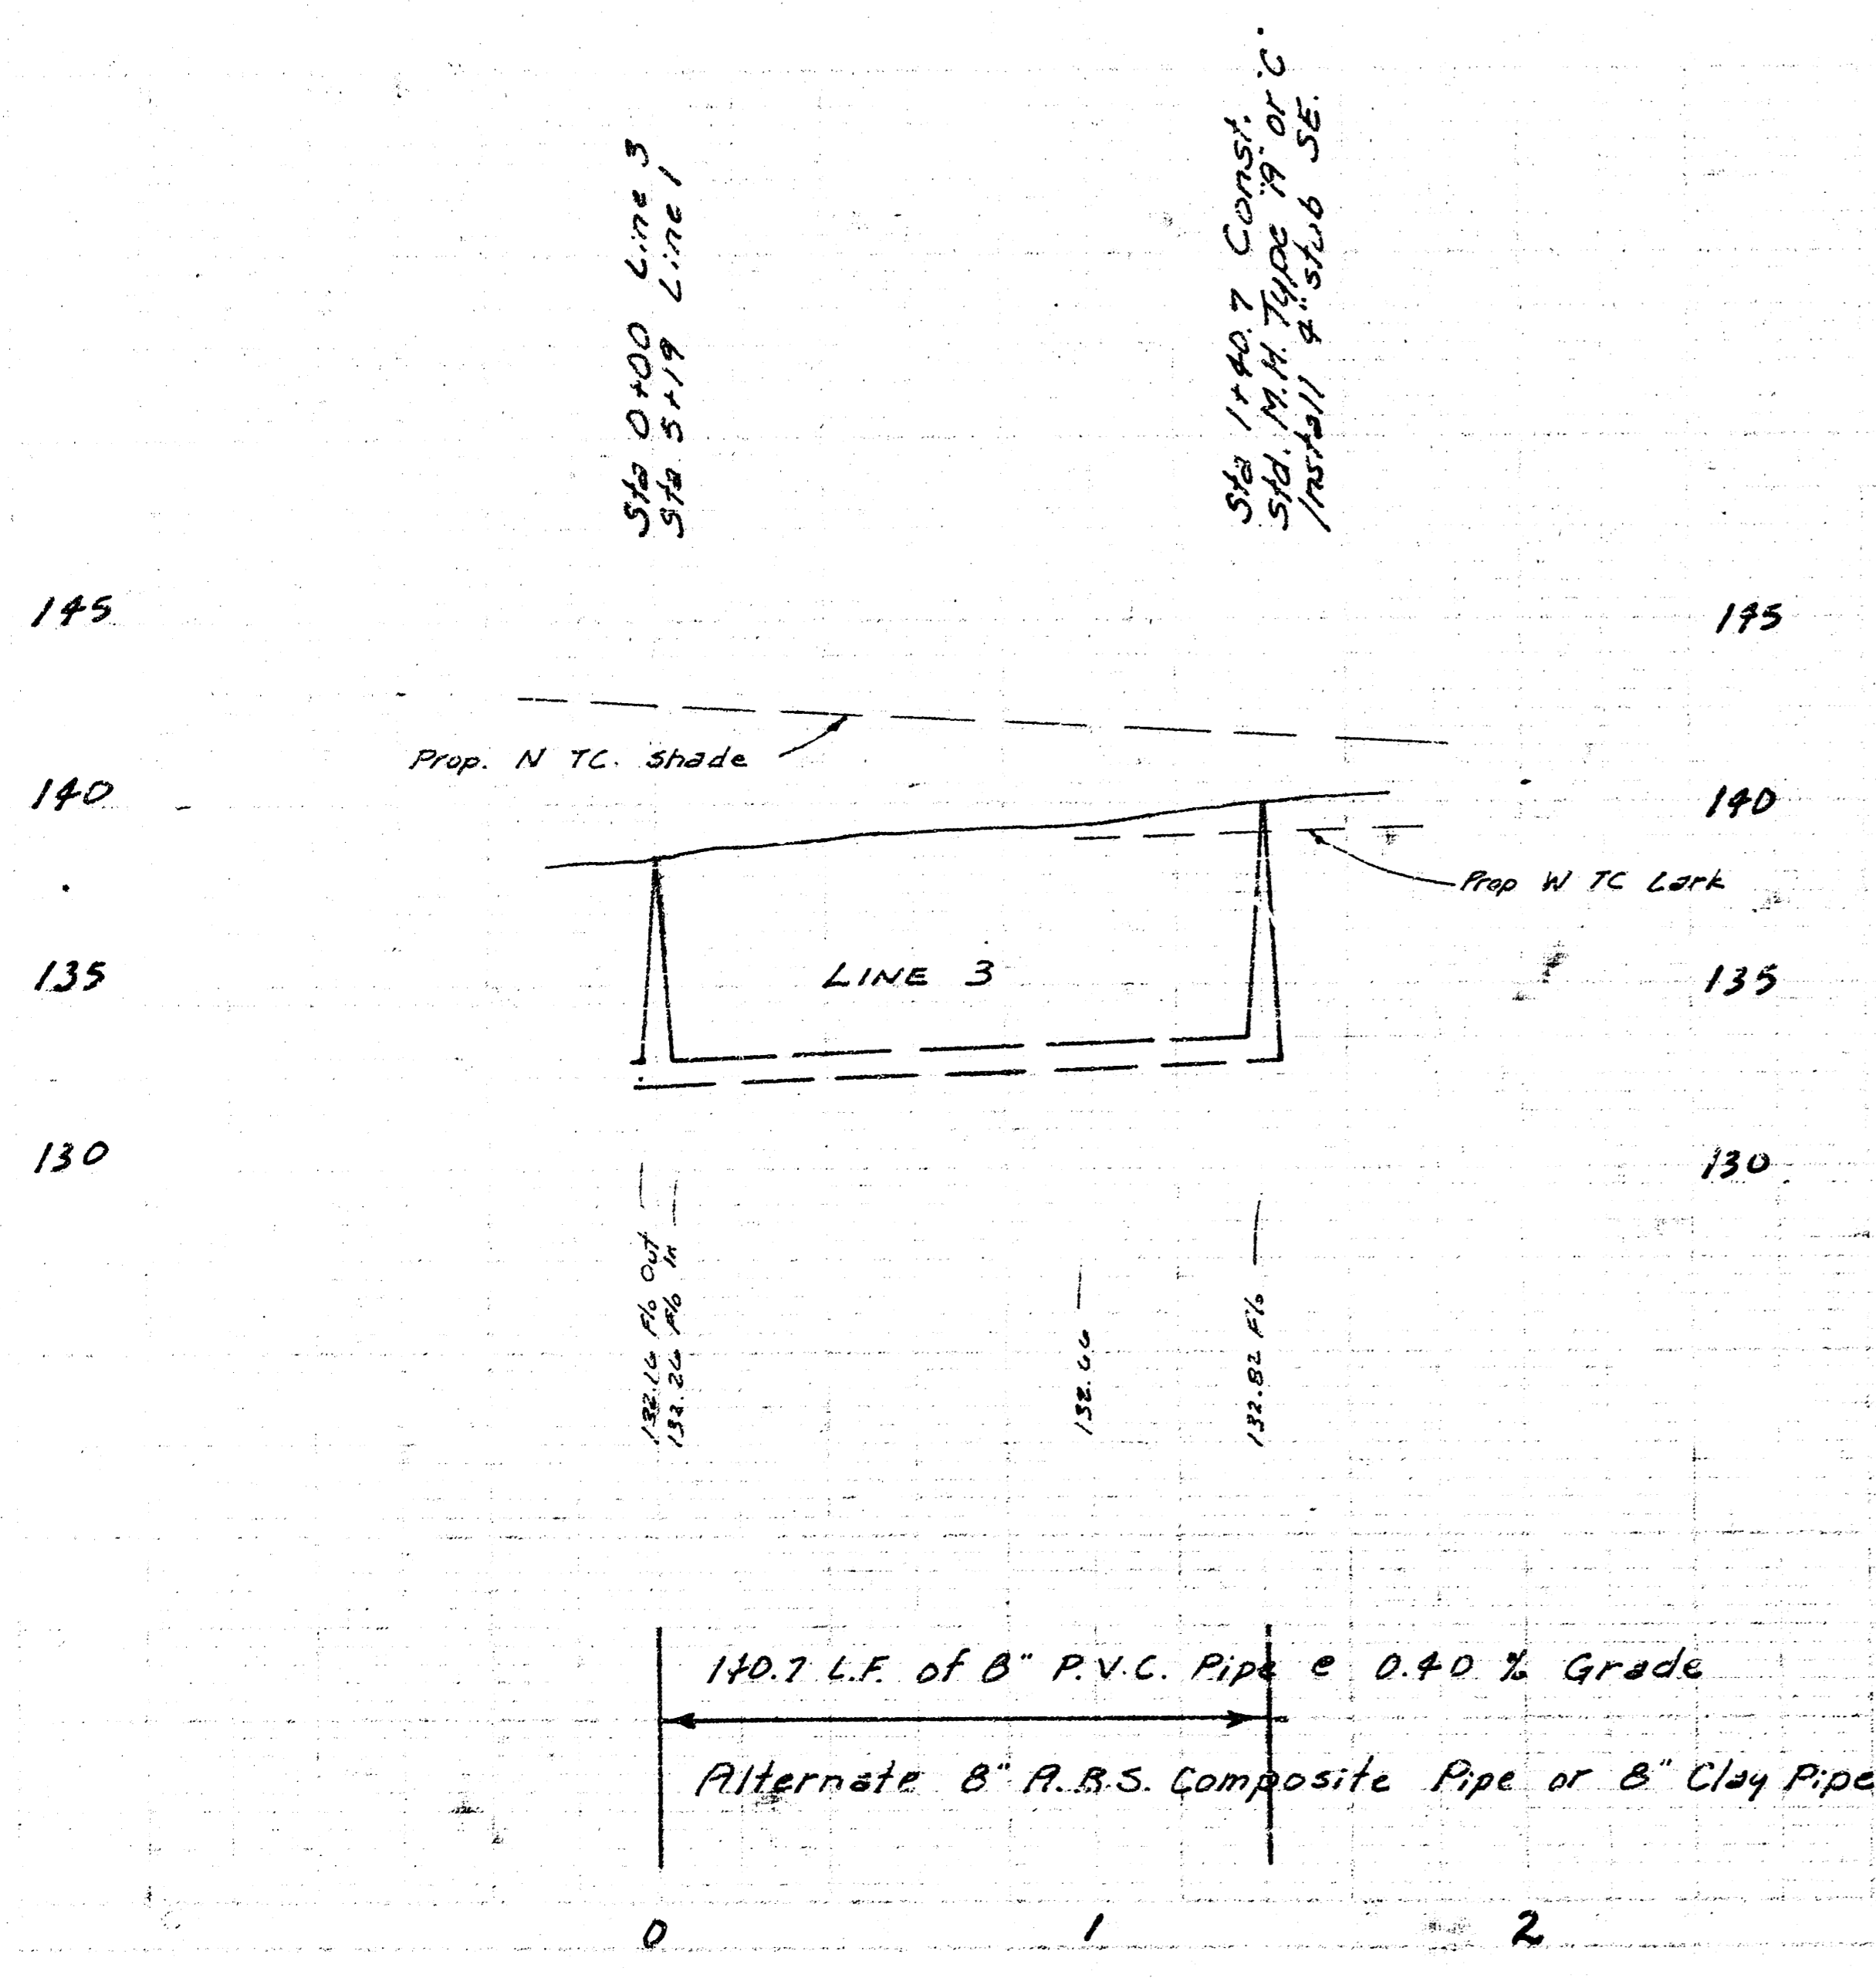 Sta 0+00 Line 3
Sta 5+19 Line 1
Sta 1+40.7 Const.
Std. M.H. Type "A" or "C"
Install 4" stub SE.
145
145
Prop. N TC. Shade
140
140
Prop W TC Lark
135
LINE 3
135
130
130
132.16 Flo Out
132.26 Flo In
132.66
132.82 Flo
140.7 L.F. of 8" P.V.C. Pipe @ 0.40 % Grade
Alternate 8" A.B.S. Composite Pipe or 8" Clay Pipe
0 1 2